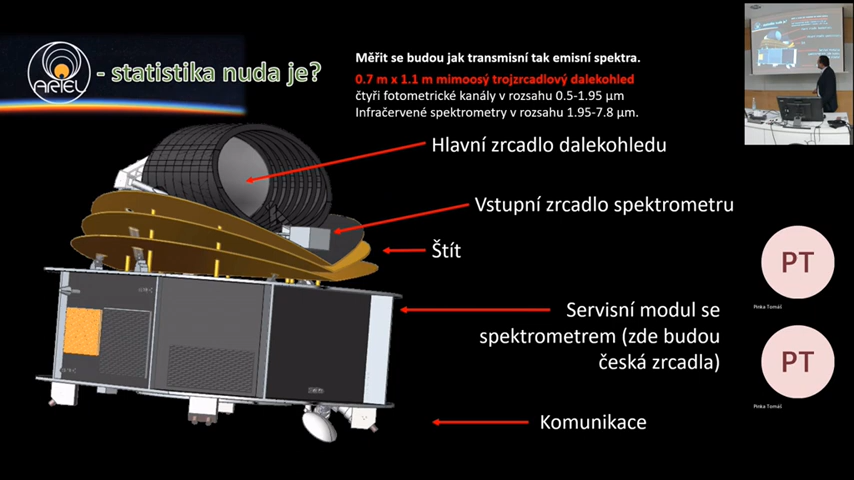 ARIEL
- statistika nuda je?
Měřit se budou jak transmisní tak emisní spektra.
0.7 m x 1.1 m mimoosý trojzrcadlový dalekohled
čtyři fotometrické kanály v rozsahu 0.5-1.95 µm
Infračervené spektrometry v rozsahu 1.95-7.8 µm.
Hlavní zrcadlo dalekohledu
Vstupní zrcadlo spektrometru
Štít
Servisní modul se
spektrometrem (zde budou
česká zrcadla)
Komunikace
PT
Pinka Tomáš
PT
Pinka Tomáš